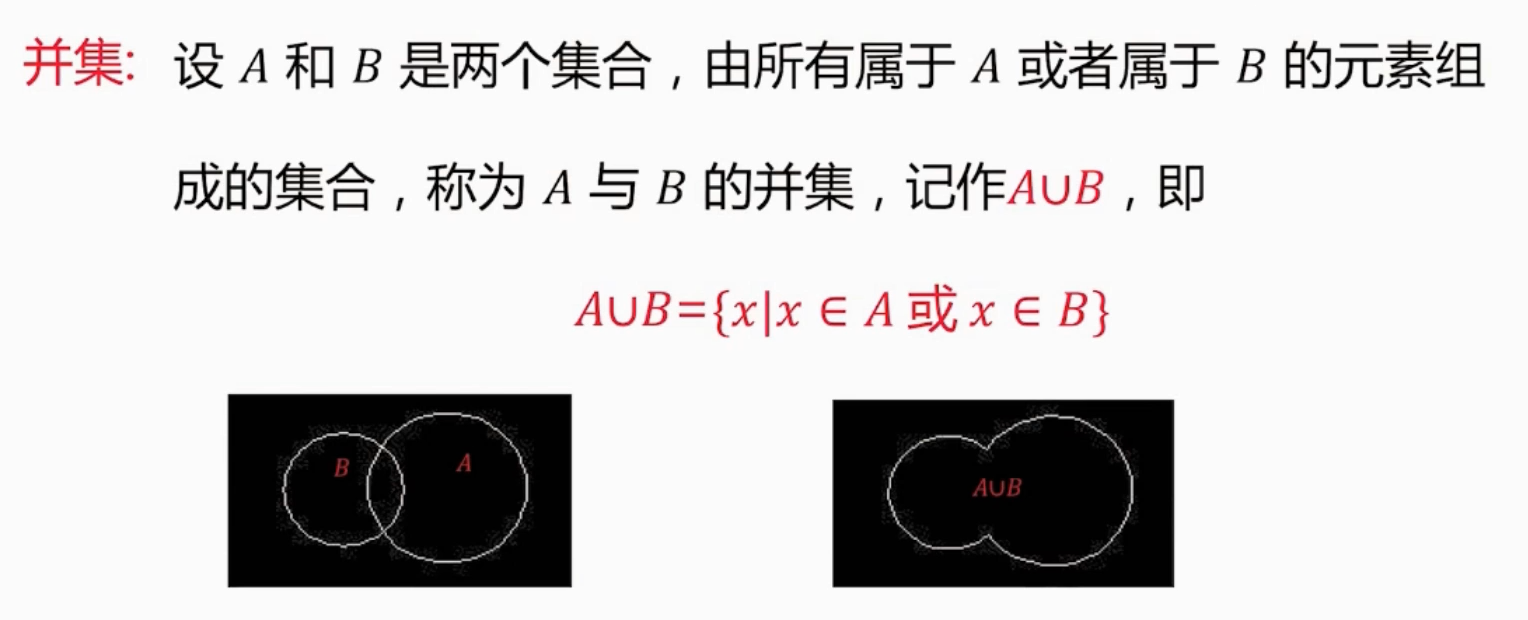 并集: 设 A 和 B 是两个集合，由所有属于 A 或者属于 B 的元素组
成的集合，称为 A 与 B 的并集，记作A∪B，即
A∪B={x|x ∈ A 或 x ∈ B}
B A
A∪B